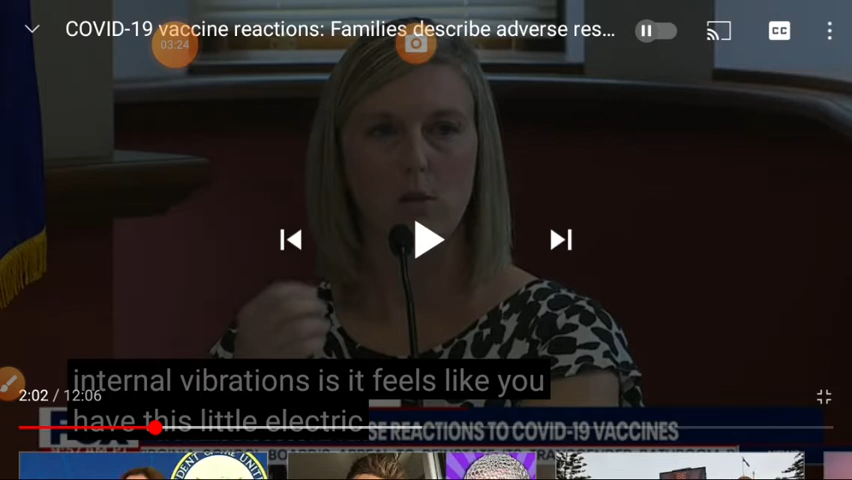 COVID-19 vaccine reactions: Families describe adverse res...
03:24
CC
internal vibrations is it feels like you
2:02 / 12:06
have this little electric
SE REACTIONS TO COVID-19 VACCINES